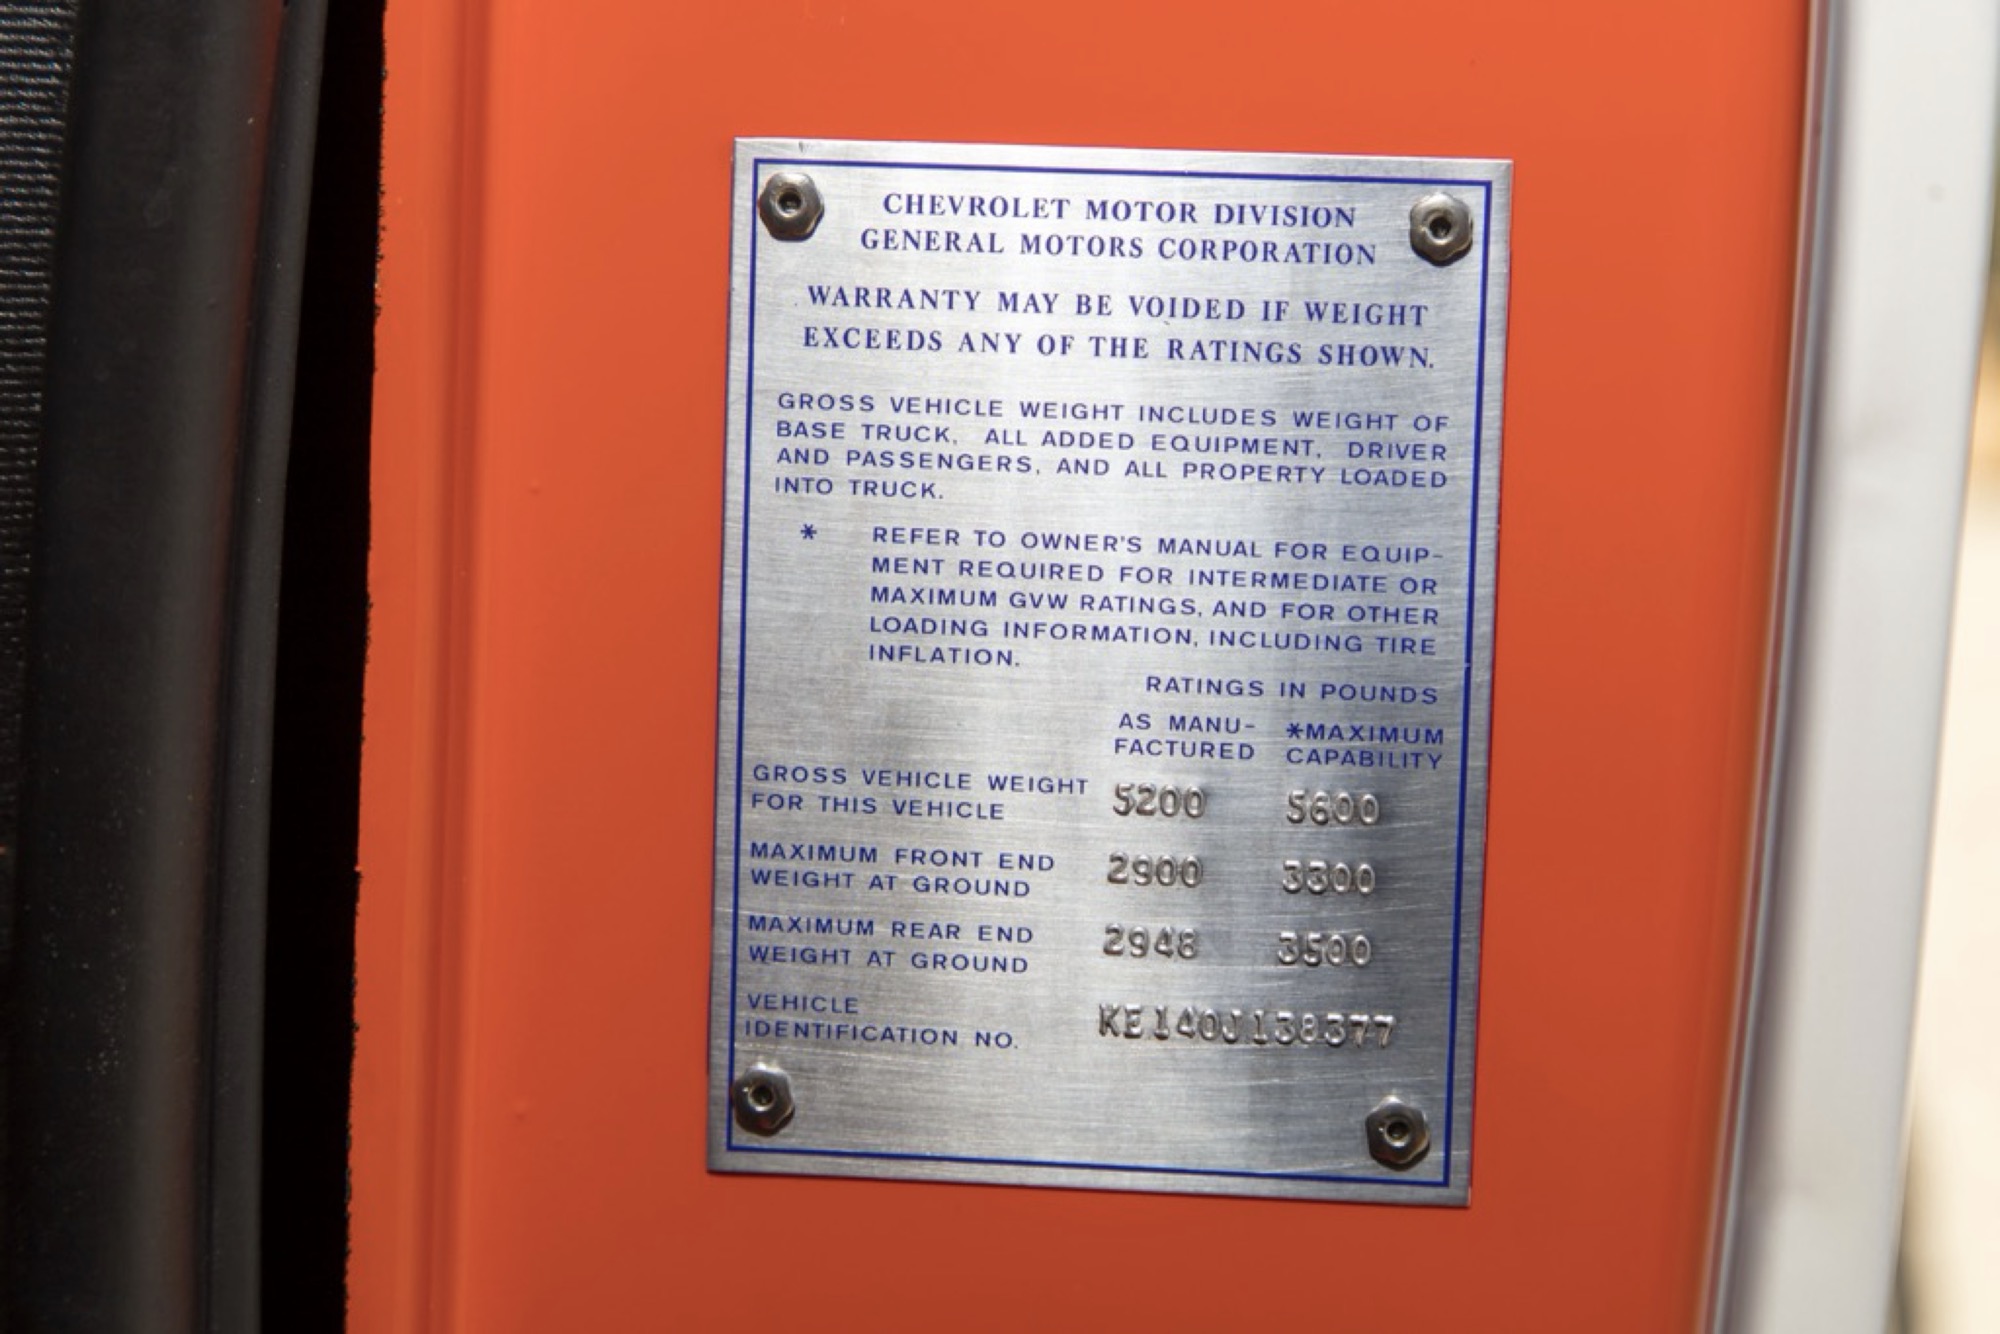 CHEVROLET MOTOR DIVISION
GENERAL MOTORS CORPORATION
WARRANTY MAY BE VOIDED IF WEIGHT
EXCEEDS ANY OF THE RATINGS SHOWN.
GROSS VEHICLE WEIGHT INCLUDES WEIGHT OF
BASE TRUCK, ALL ADDED EQUIPMENT, DRIVER
AND PASSENGERS, AND ALL PROPERTY LOADED
INTO TRUCK.
* REFER TO OWNER'S MANUAL FOR EQUIP-
MENT REQUIRED FOR INTERMEDIATE OR
MAXIMUM GVW RATINGS, AND FOR OTHER
LOADING INFORMATION, INCLUDING TIRE
INFLATION.
RATINGS IN POUNDS
AS MANU- *MAXIMUM
FACTURED CAPABILITY
GROSS VEHICLE WEIGHT
FOR THIS VEHICLE 5200 5600
MAXIMUM FRONT END
WEIGHT AT GROUND 2900 3300
MAXIMUM REAR END
WEIGHT AT GROUND 2948 3500
VEHICLE
IDENTIFICATION NO. KE140J138377